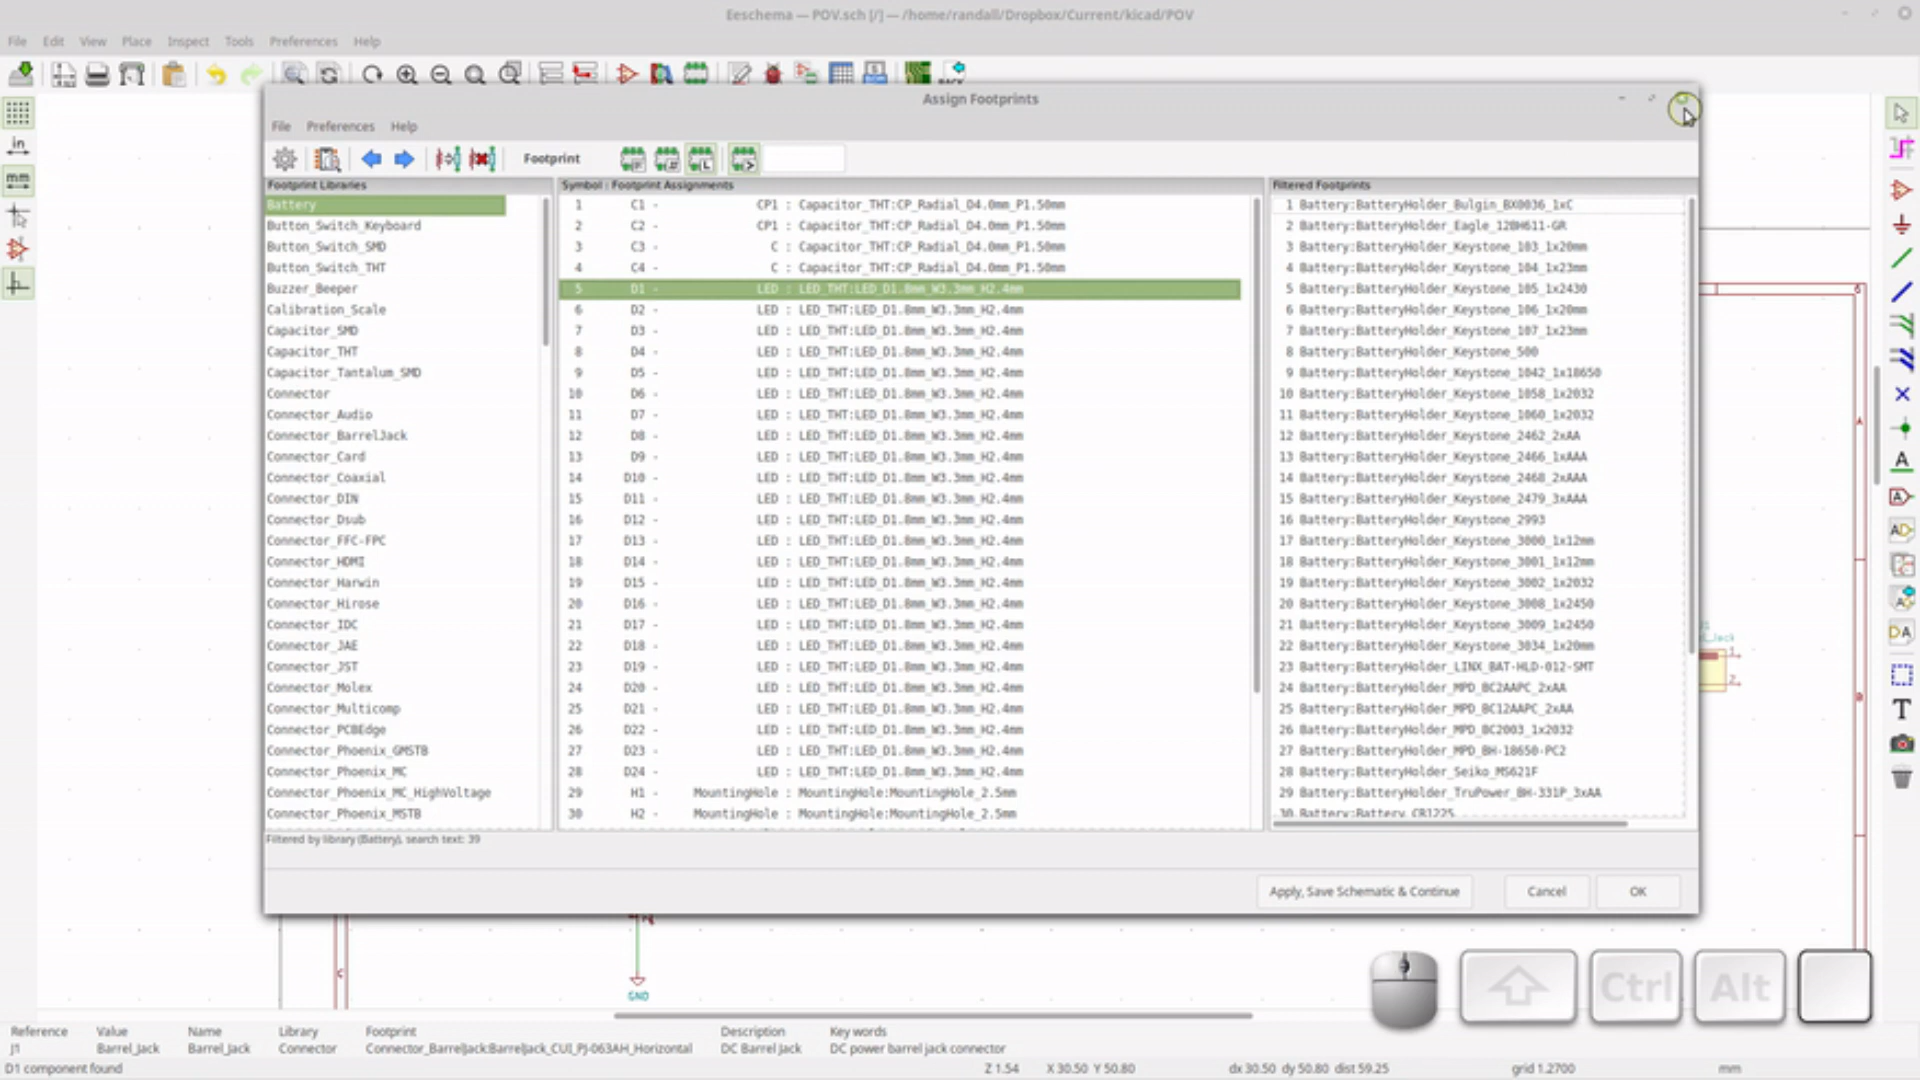 Eeschema — POV.sch [/] — /home/randall/Dropbox/Current/kicad/POV
File Edit View Place Inspect Tools Preferences Help
Assign Footprints
File Preferences Help
Footprint
in
mm
Footprint Libraries
Battery
Button_Switch_Keyboard
Button_Switch_SMD
Button_Switch_THT
Buzzer_Beeper
Calibration_Scale
Capacitor_SMD
Capacitor_THT
Capacitor_Tantalum_SMD
Connector
Connector_Audio
Connector_BarrelJack
Connector_Card
Connector_Coaxial
Connector_DIN
Connector_Dsub
Connector_FFC-FPC
Connector_HDMI
Connector_Harwin
Connector_Hirose
Connector_IDC
Connector_JAE
Connector_JST
Connector_Molex
Connector_Multicomp
Connector_PCBEdge
Connector_Phoenix_GMSTB
Connector_Phoenix_MC
Connector_Phoenix_MC_HighVoltage
Connector_Phoenix_MSTB
Symbol : Footprint Assignments
1 C1 - CP1 : Capacitor_THT:CP_Radial_D4.0mm_P1.50mm
2 C2 - CP1 : Capacitor_THT:CP_Radial_D4.0mm_P1.50mm
3 C3 - C : Capacitor_THT:CP_Radial_D4.0mm_P1.50mm
4 C4 - C : Capacitor_THT:CP_Radial_D4.0mm_P1.50mm
5 D1 - LED : LED_THT:LED_D1.8mm_W3.3mm_H2.4mm
6 D2 - LED : LED_THT:LED_D1.8mm_W3.3mm_H2.4mm
7 D3 - LED : LED_THT:LED_D1.8mm_W3.3mm_H2.4mm
8 D4 - LED : LED_THT:LED_D1.8mm_W3.3mm_H2.4mm
9 D5 - LED : LED_THT:LED_D1.8mm_W3.3mm_H2.4mm
10 D6 - LED : LED_THT:LED_D1.8mm_W3.3mm_H2.4mm
11 D7 - LED : LED_THT:LED_D1.8mm_W3.3mm_H2.4mm
12 D8 - LED : LED_THT:LED_D1.8mm_W3.3mm_H2.4mm
13 D9 - LED : LED_THT:LED_D1.8mm_W3.3mm_H2.4mm
14 D10 - LED : LED_THT:LED_D1.8mm_W3.3mm_H2.4mm
15 D11 - LED : LED_THT:LED_D1.8mm_W3.3mm_H2.4mm
16 D12 - LED : LED_THT:LED_D1.8mm_W3.3mm_H2.4mm
17 D13 - LED : LED_THT:LED_D1.8mm_W3.3mm_H2.4mm
18 D14 - LED : LED_THT:LED_D1.8mm_W3.3mm_H2.4mm
19 D15 - LED : LED_THT:LED_D1.8mm_W3.3mm_H2.4mm
20 D16 - LED : LED_THT:LED_D1.8mm_W3.3mm_H2.4mm
21 D17 - LED : LED_THT:LED_D1.8mm_W3.3mm_H2.4mm
22 D18 - LED : LED_THT:LED_D1.8mm_W3.3mm_H2.4mm
23 D19 - LED : LED_THT:LED_D1.8mm_W3.3mm_H2.4mm
24 D20 - LED : LED_THT:LED_D1.8mm_W3.3mm_H2.4mm
25 D21 - LED : LED_THT:LED_D1.8mm_W3.3mm_H2.4mm
26 D22 - LED : LED_THT:LED_D1.8mm_W3.3mm_H2.4mm
27 D23 - LED : LED_THT:LED_D1.8mm_W3.3mm_H2.4mm
28 D24 - LED : LED_THT:LED_D1.8mm_W3.3mm_H2.4mm
29 H1 - MountingHole : MountingHole:MountingHole_2.5mm
30 H2 - MountingHole : MountingHole:MountingHole_2.5mm
Filtered Footprints
1 Battery:BatteryHolder_Bulgin_BX0036_1xC
2 Battery:BatteryHolder_Eagle_12BH611-GR
3 Battery:BatteryHolder_Keystone_103_1x20mm
4 Battery:BatteryHolder_Keystone_104_1x23mm
5 Battery:BatteryHolder_Keystone_105_1x2430
6 Battery:BatteryHolder_Keystone_106_1x20mm
7 Battery:BatteryHolder_Keystone_107_1x23mm
8 Battery:BatteryHolder_Keystone_500
9 Battery:BatteryHolder_Keystone_1042_1x18650
10 Battery:BatteryHolder_Keystone_1058_1x2032
11 Battery:BatteryHolder_Keystone_1060_1x2032
12 Battery:BatteryHolder_Keystone_2462_2xAA
13 Battery:BatteryHolder_Keystone_2466_1xAAA
14 Battery:BatteryHolder_Keystone_2468_2xAAA
15 Battery:BatteryHolder_Keystone_2479_3xAAA
16 Battery:BatteryHolder_Keystone_2993
17 Battery:BatteryHolder_Keystone_3000_1x12mm
18 Battery:BatteryHolder_Keystone_3001_1x12mm
19 Battery:BatteryHolder_Keystone_3002_1x2032
20 Battery:BatteryHolder_Keystone_3008_1x2450
21 Battery:BatteryHolder_Keystone_3009_1x2450
22 Battery:BatteryHolder_Keystone_3034_1x20mm
23 Battery:BatteryHolder_LINX_BAT-HLD-012-SMT
24 Battery:BatteryHolder_MPD_BC2AAPC_2xAA
25 Battery:BatteryHolder_MPD_BC12AAPC_2xAA
26 Battery:BatteryHolder_MPD_BC2003_1x2032
27 Battery:BatteryHolder_MPD_BH-18650-PC2
28 Battery:BatteryHolder_Seiko_MS621F
29 Battery:BatteryHolder_TruPower_BH-331P_3xAA
30 Battery:Battery_CR1225
Filtered by library (Battery), search text: 39
Apply, Save Schematic & Continue Cancel OK
GND
Ctrl Alt
Reference Value Name Library Footprint Description Key words
J1 Barrel_Jack Barrel_Jack Connector Connector_BarrelJack:BarrelJack_CUI_PJ-063AH_Horizontal DC Barrel Jack DC power barrel jack connector
D1 component found Z 1.54 X 30.50 Y 50.80 dx 30.50 dy 50.80 dist 59.25 grid 1.2700 mm